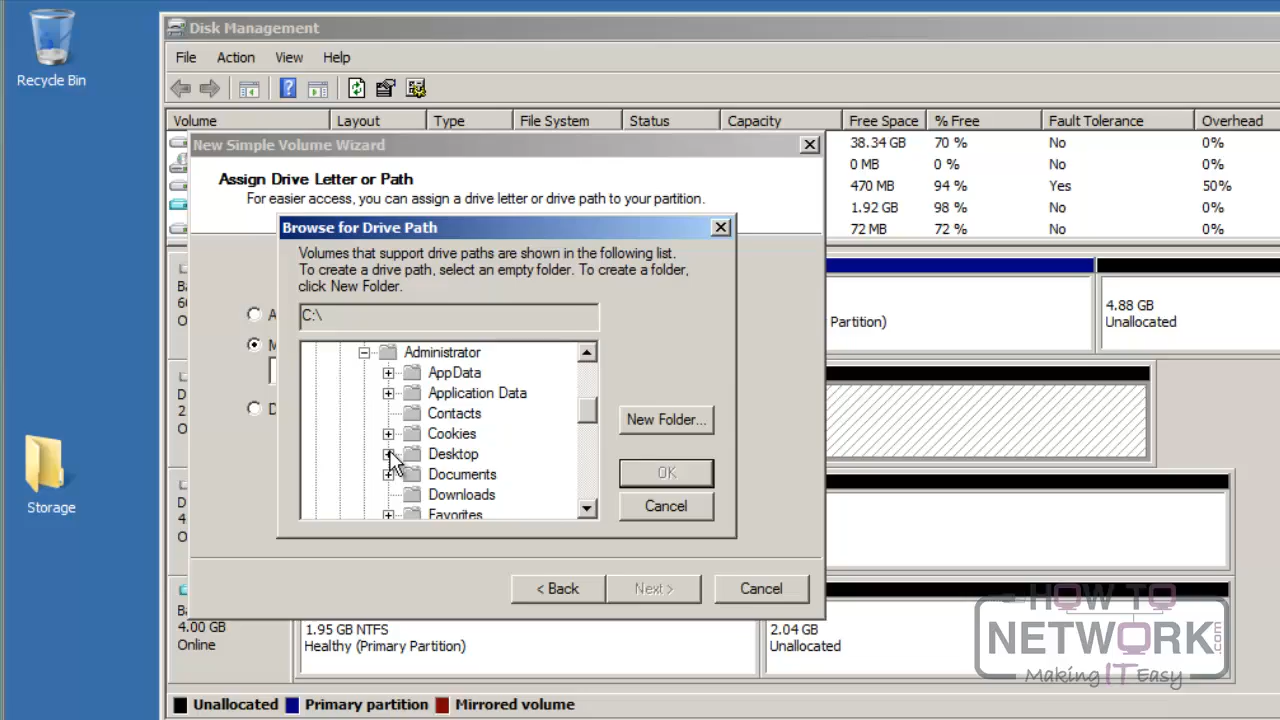 Recycle Bin
Storage
Disk Management
File Action View Help
Volume Layout Type File System Status Capacity Free Space % Free Fault Tolerance Overhead
38.34 GB 70 % No 0%
0 MB 0 % No 0%
470 MB 94 % Yes 50%
1.92 GB 98 % No 0%
72 MB 72 % No 0%
New Simple Volume Wizard
Assign Drive Letter or Path
For easier access, you can assign a drive letter or drive path to your partition.
Browse for Drive Path
Volumes that support drive paths are shown in the following list.
To create a drive path, select an empty folder. To create a folder,
click New Folder.
C:\
Administrator
AppData
Application Data
Contacts
Cookies
Desktop
Documents
Downloads
Favorites
New Folder...
OK
Cancel
< Back Next > Cancel
Partition)
4.88 GB
Unallocated
4.00 GB
Online
1.95 GB NTFS
Healthy (Primary Partition)
2.04 GB
Unallocated
Unallocated Primary partition Mirrored volume
HOW TO
NETWORK.com
Making IT Easy